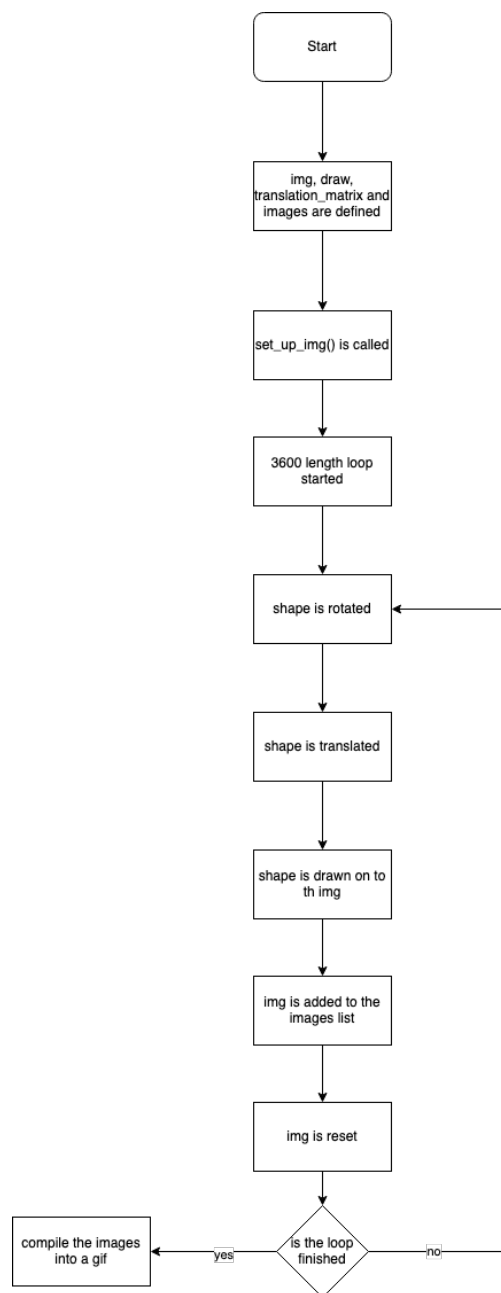 Start
img, draw,
translation_matrix and
images are defined
set_up_img() is called
3600 length loop
started
shape is rotated
shape is translated
shape is drawn on to
th img
img is added to the
images list
img is reset
is the loop
finished
yes
no
compile the images
into a gif